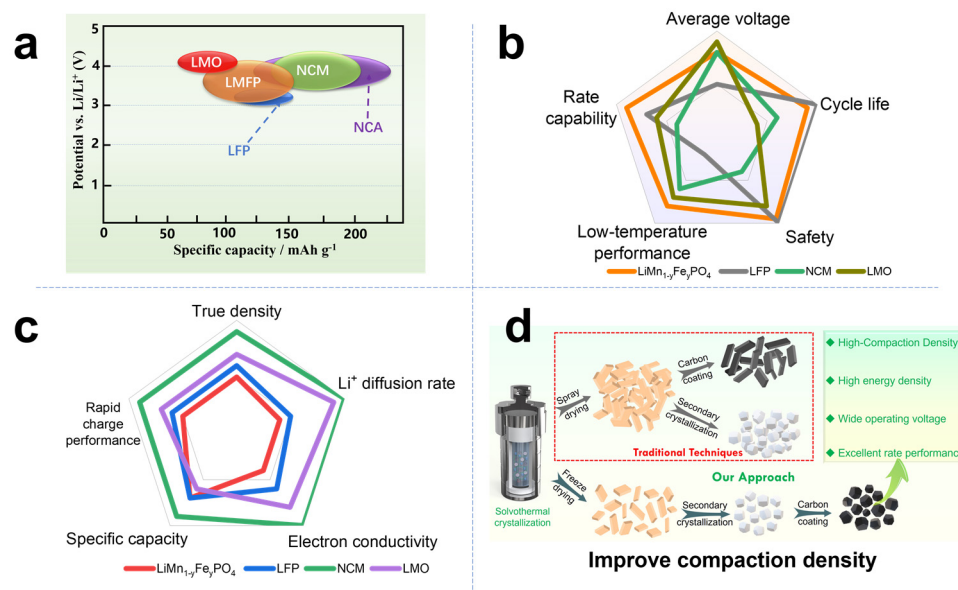 a
Potential vs. Li/Li⁺ (V)
5
4
3
2
1
0
0
50
100
150
200
Specific capacity / mAh g⁻¹
LMO
LMFP
NCM
LFP
NCA
b
Average voltage
Rate
capability
Cycle life
Low-temperature
performance
Safety
LiMn₁₋yFeyPO₄
LFP
NCM
LMO
c
True density
Rapid
charge
performance
Li⁺ diffusion rate
Specific capacity
Electron conductivity
LiMn₁₋yFeyPO₄
LFP
NCM
LMO
d
Solvothermal
crystallization
Spray
drying
Carbon
coating
Secondary
crystallization
Traditional Techniques
Our Approach
Freeze
drying
Secondary
crystallization
Carbon
coating
High-Compaction Density
High energy density
Wide operating voltage
Excellent rate performance
Improve compaction density